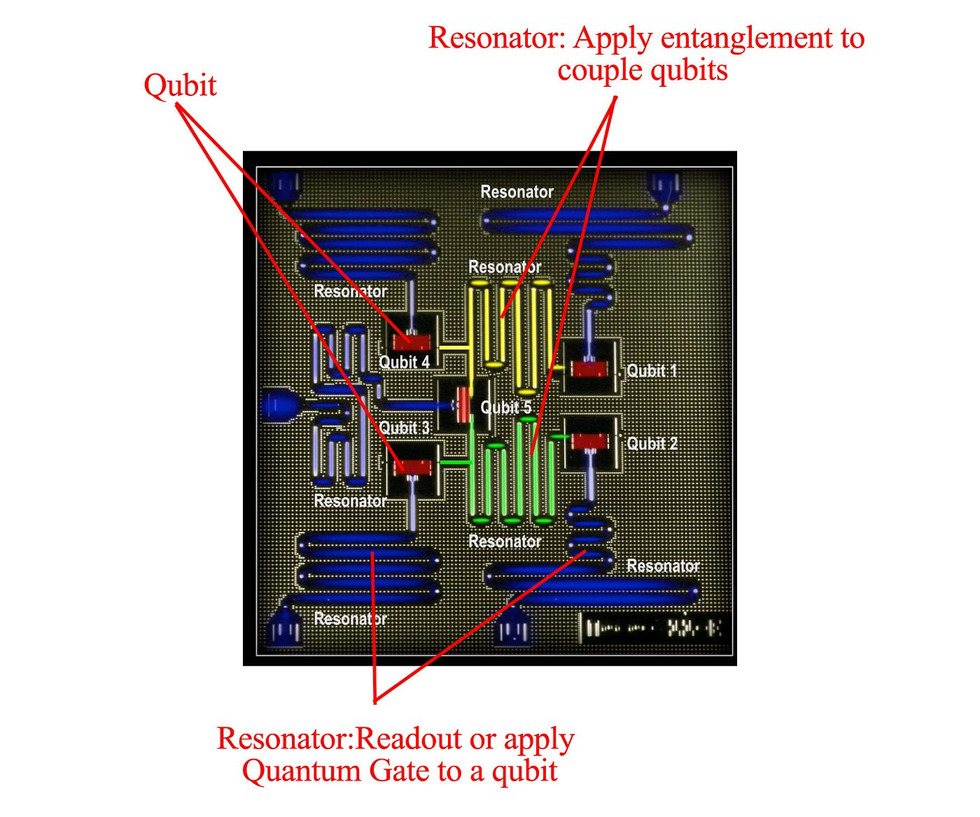 Resonator: Apply entanglement to
couple qubits
Qubit
Resonator
Resonator
Resonator
Qubit 4
Qubit 1
Qubit 5
Qubit 3
Qubit 2
Resonator
Resonator
Resonator
Resonator
Resonator:Readout or apply
Quantum Gate to a qubit